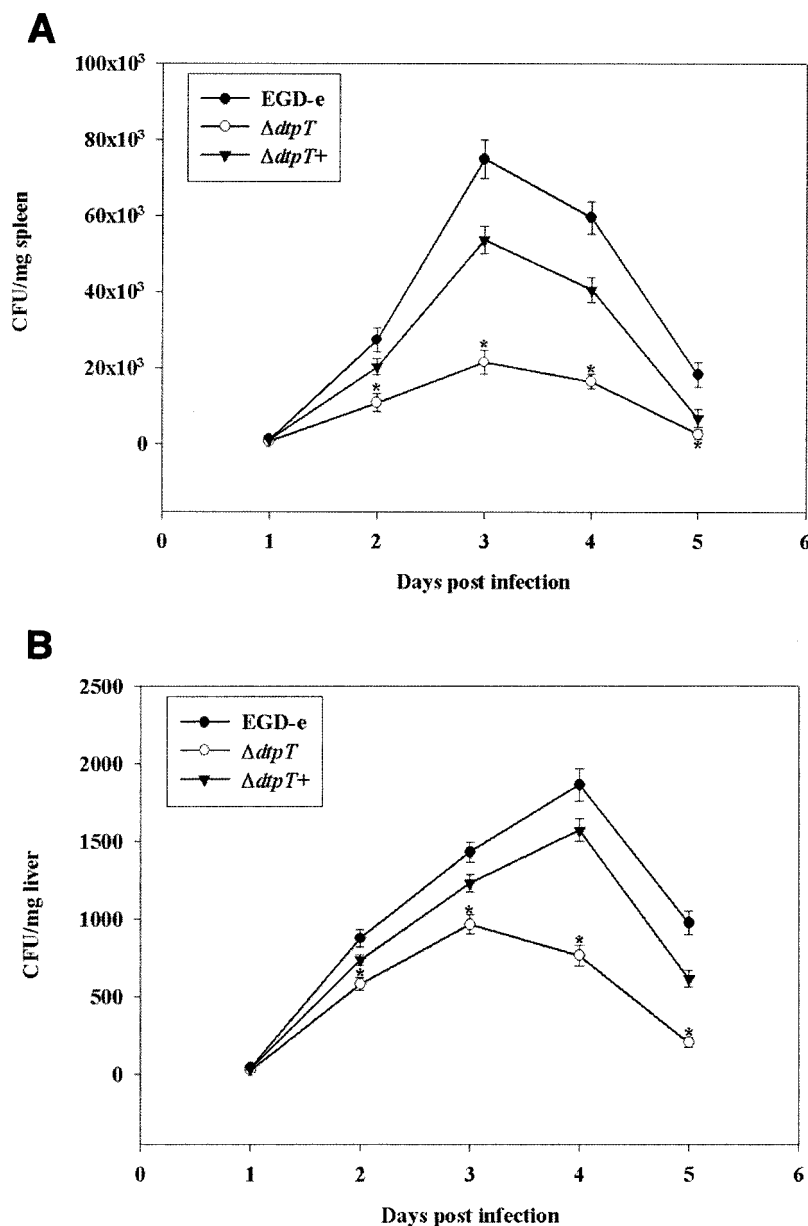 A
100x10³
80x10³
60x10³
40x10³
20x10³
0
CFU/mg spleen
EGD-e
ΔdtpT
ΔdtpT+
*
*
*
*
0 1 2 3 4 5 6
Days post infection
B
2500
2000
1500
1000
500
0
CFU/mg liver
EGD-e
ΔdtpT
ΔdtpT+
*
*
*
*
0 1 2 3 4 5 6
Days post infection